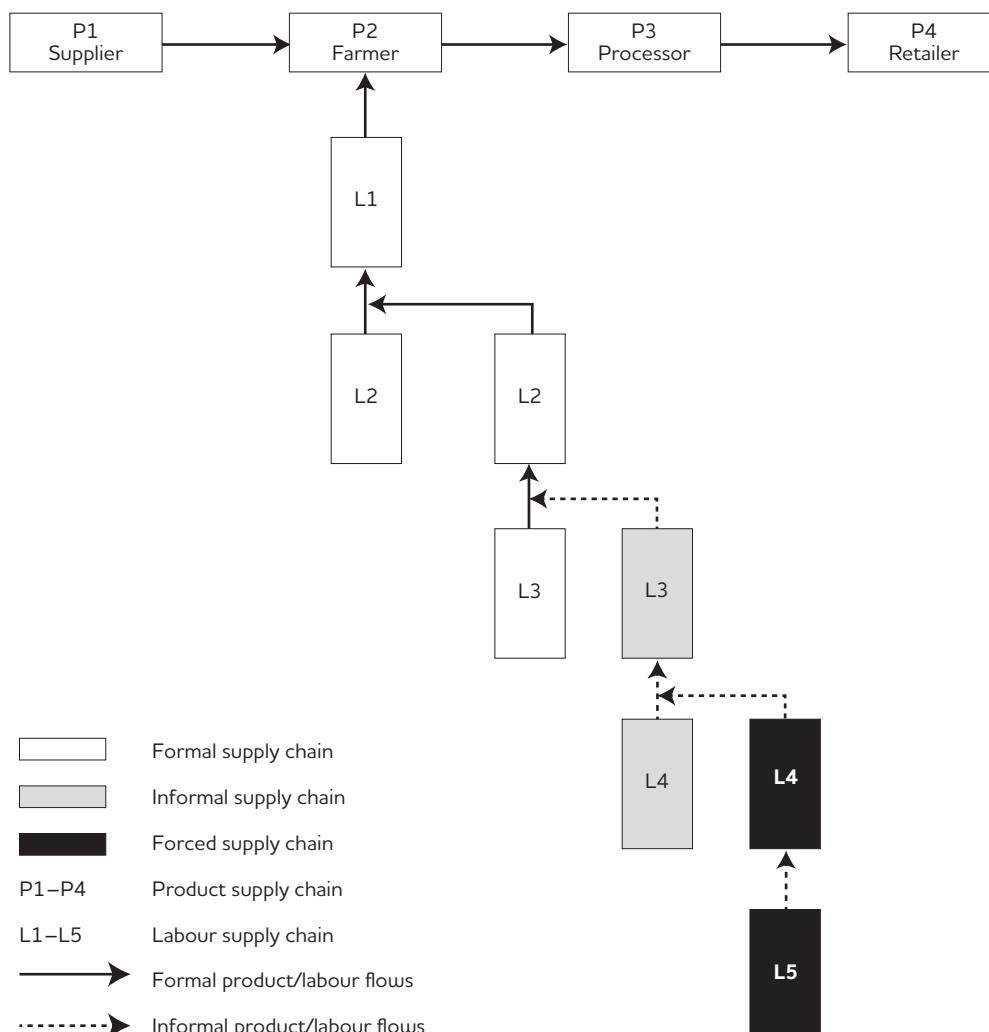 P1
Supplier
P2
Farmer
P3
Processor
P4
Retailer
L1
L2
L2
L3
L3
L4
L4
L5
Formal supply chain
Informal supply chain
Forced supply chain
P1–P4 Product supply chain
L1–L5 Labour supply chain
Formal product/labour flows
Informal product/labour flows